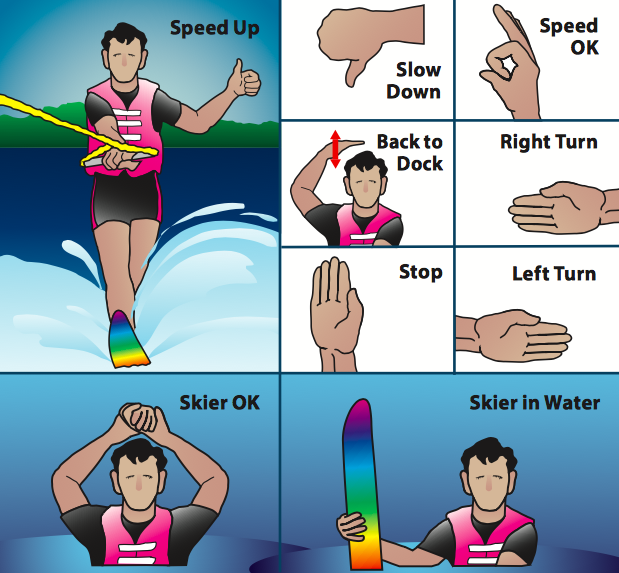 Speed Up
Slow
Down
Speed
OK
Back to
Dock
Right Turn
Stop
Left Turn
Skier OK
Skier in Water